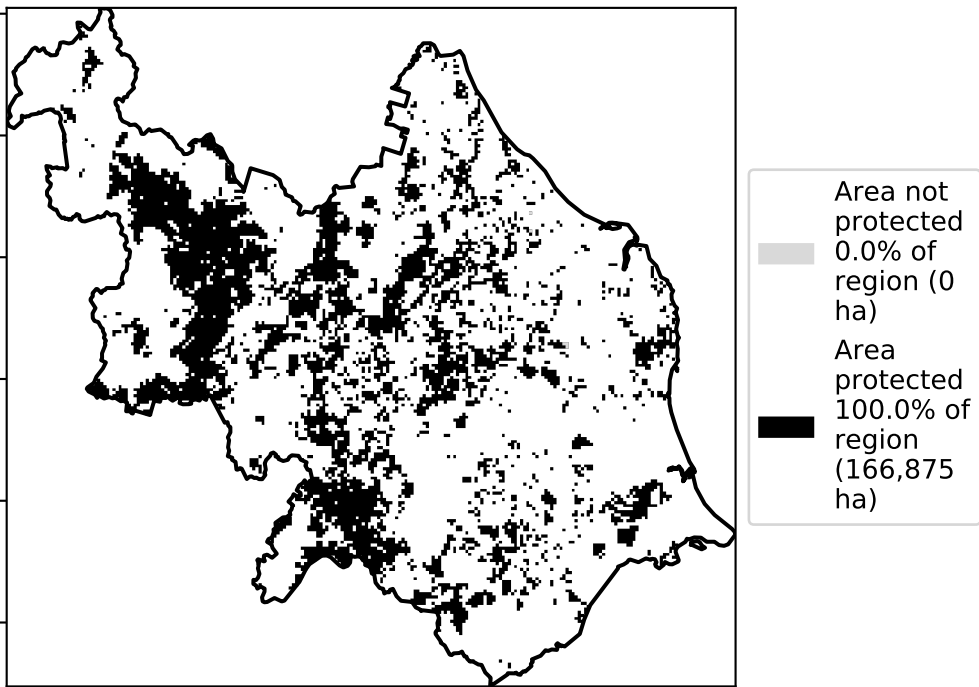 Area not
protected
0.0% of
region (0
ha)
Area
protected
100.0% of
region
(166,875
ha)